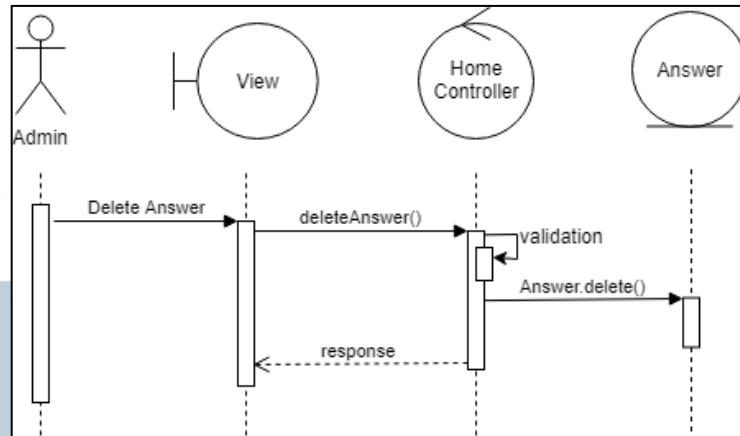 Admin
View
Home
Controller
Answer
Delete Answer
deleteAnswer()
validation
Answer.delete()
response